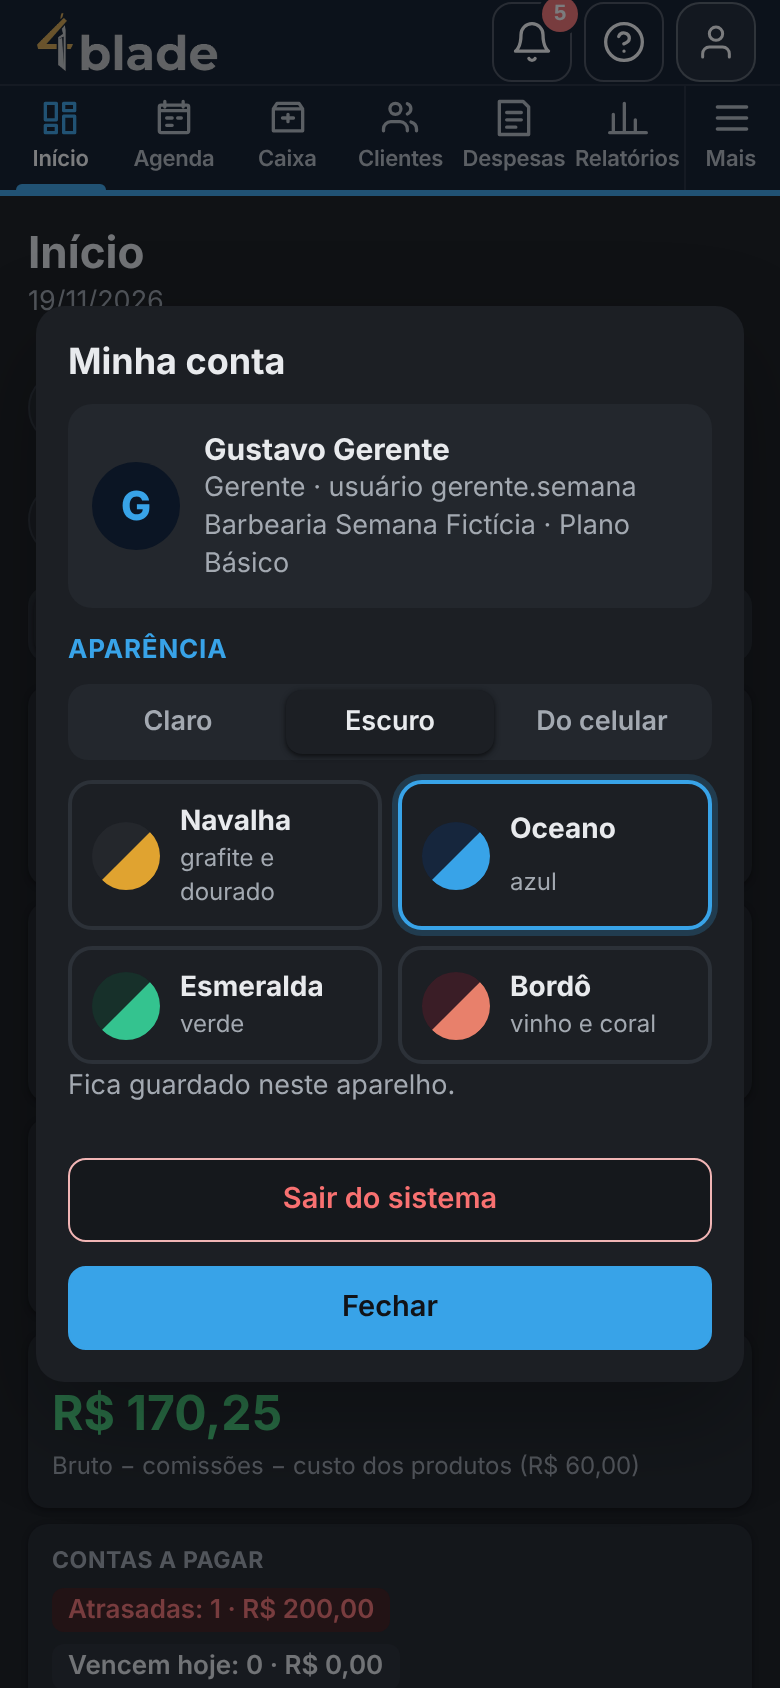 4blade
5
Início
Agenda
Caixa
Clientes
Despesas
Relatórios
Mais
Início
19/11/2026
Minha conta
G
Gustavo Gerente
Gerente · usuário gerente.semana
Barbearia Semana Fictícia · Plano
Básico
APARÊNCIA
Claro
Escuro
Do celular
Navalha
grafite e
dourado
Oceano
azul
Esmeralda
verde
Bordô
vinho e coral
Fica guardado neste aparelho.
Sair do sistema
Fechar
R$ 170,25
Bruto − comissões − custo dos produtos (R$ 60,00)
CONTAS A PAGAR
Atrasadas: 1 · R$ 200,00
Vencem hoje: 0 · R$ 0,00